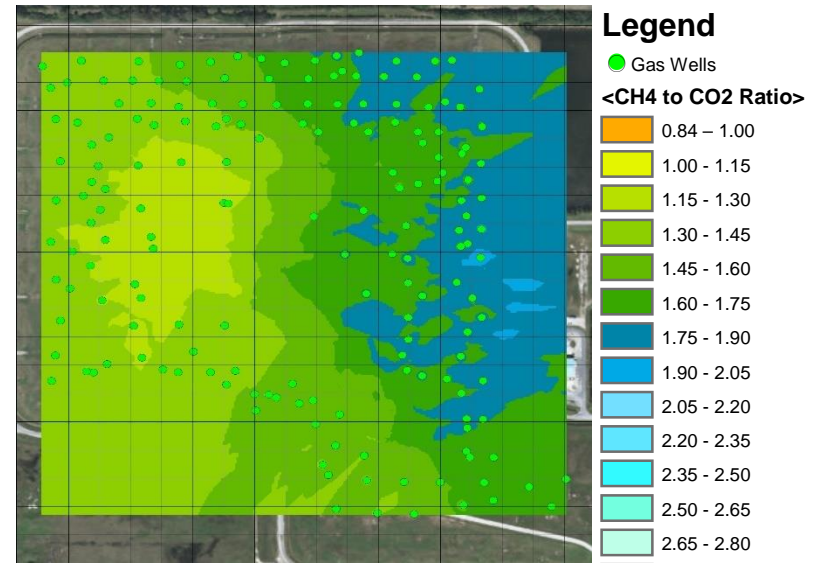 Legend
Gas Wells
<CH4 to CO2 Ratio>
0.84 – 1.00
1.00 - 1.15
1.15 - 1.30
1.30 - 1.45
1.45 - 1.60
1.60 - 1.75
1.75 - 1.90
1.90 - 2.05
2.05 - 2.20
2.20 - 2.35
2.35 - 2.50
2.50 - 2.65
2.65 - 2.80